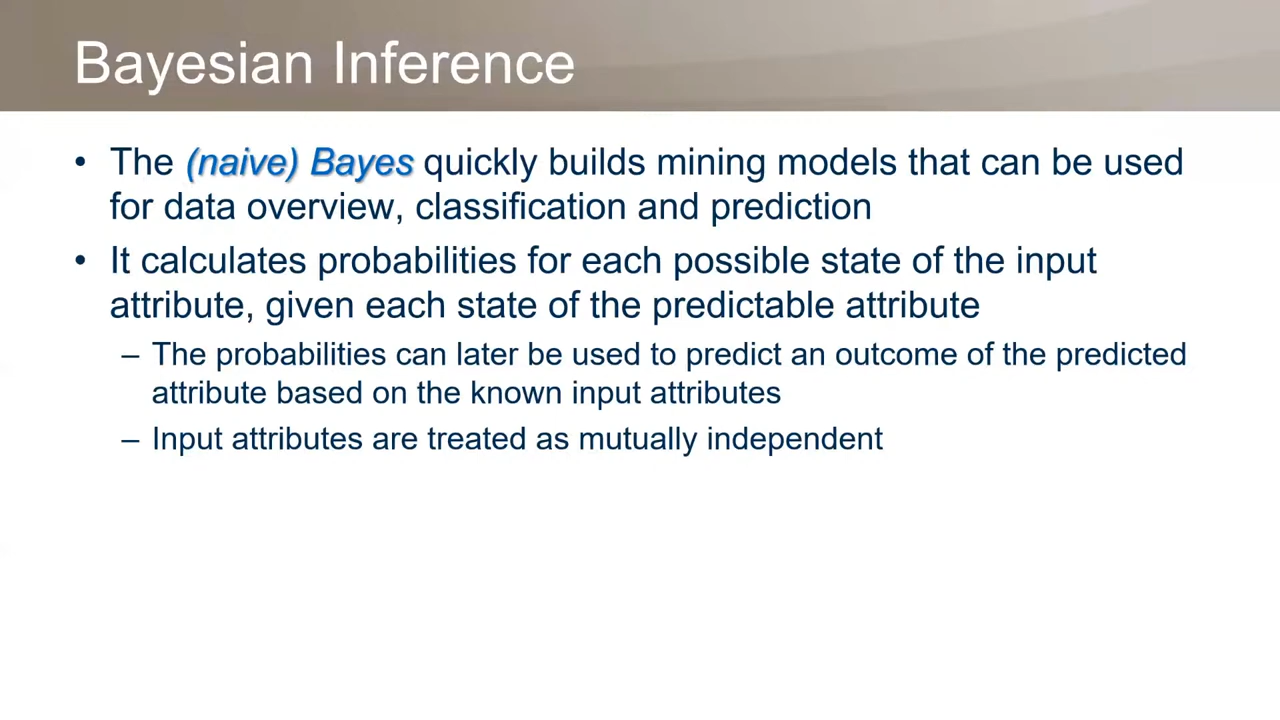 Bayesian Inference
• The (naive) Bayes quickly builds mining models that can be used
for data overview, classification and prediction
• It calculates probabilities for each possible state of the input
attribute, given each state of the predictable attribute
– The probabilities can later be used to predict an outcome of the predicted
attribute based on the known input attributes
– Input attributes are treated as mutually independent